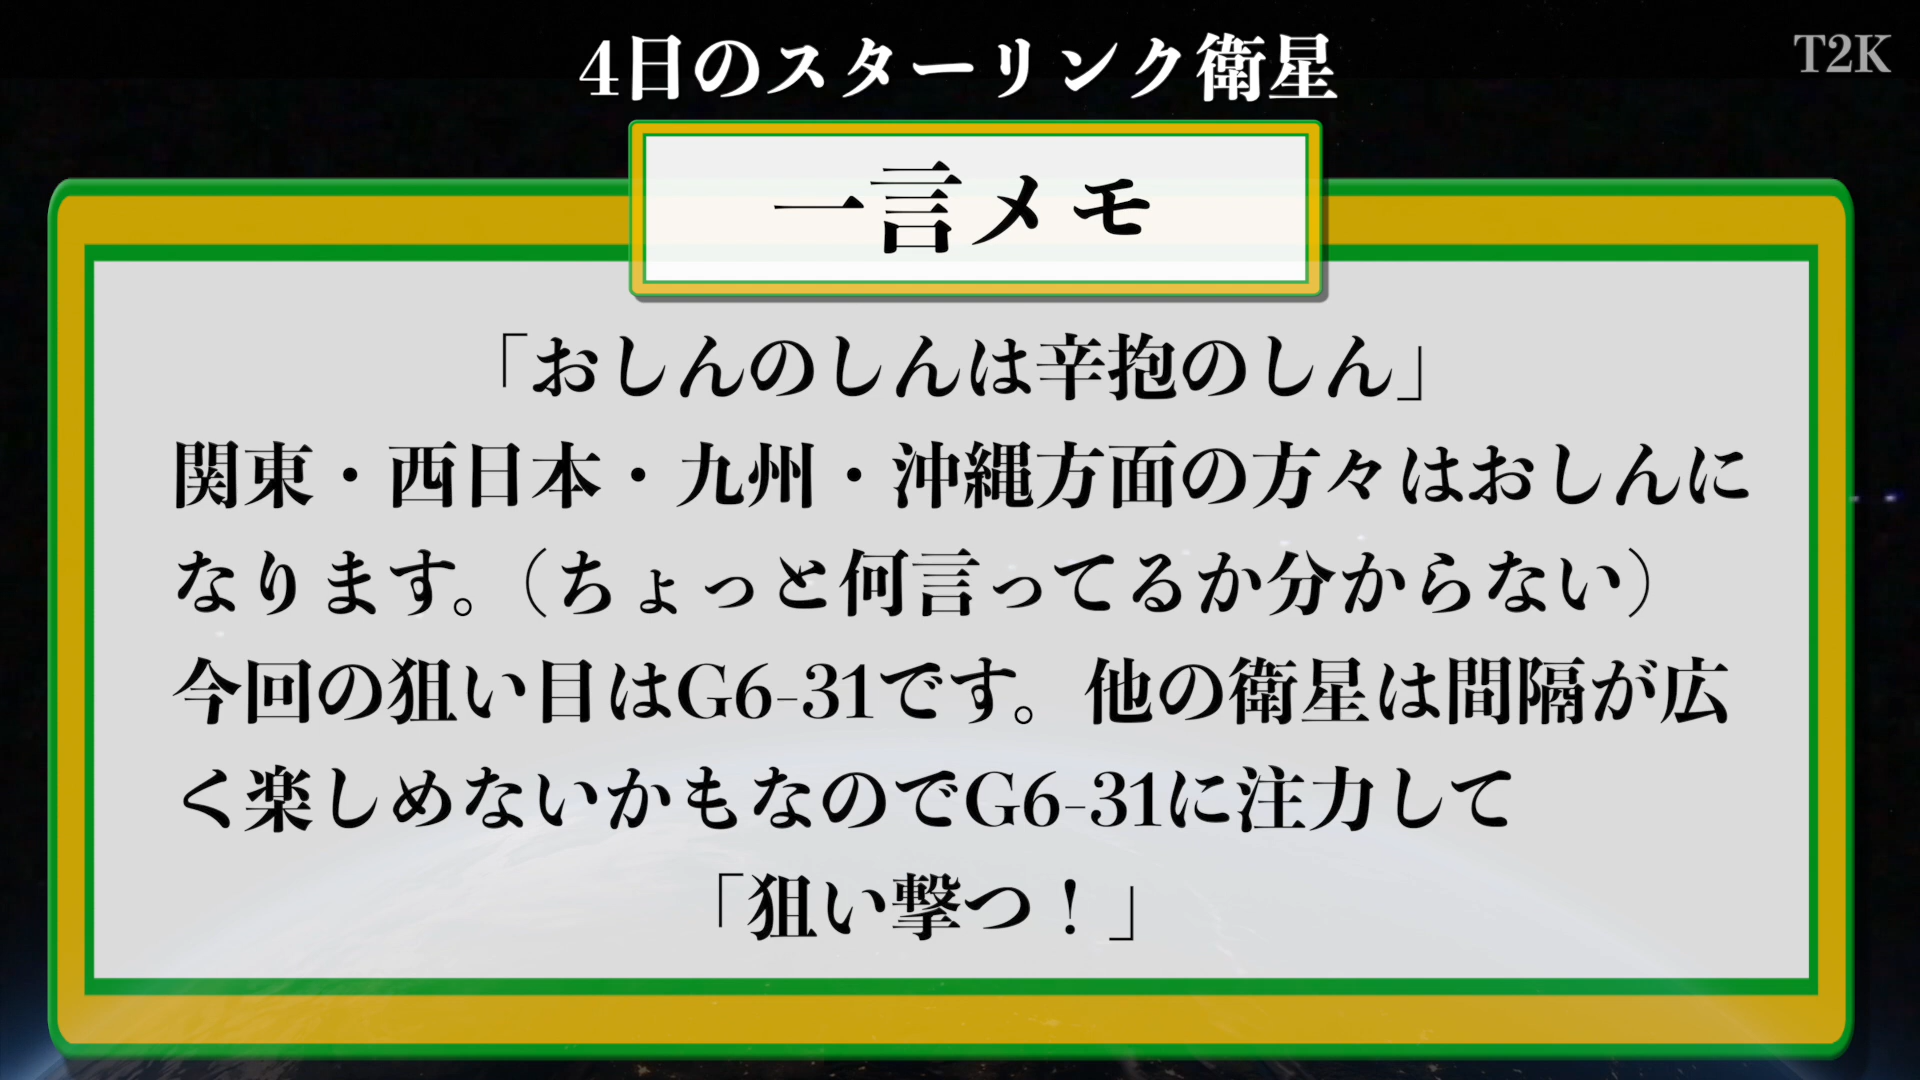 4日のスターリンク衛星
T2K
一言メモ
「おしんのしんは辛抱のしん」
関東・西日本・九州・沖縄方面の方々はおしんに
なります。（ちょっと何言ってるか分からない）
今回の狙い目はG6-31です。他の衛星は間隔が広
く楽しめないかもなのでG6-31に注力して
「狙い撃つ！」